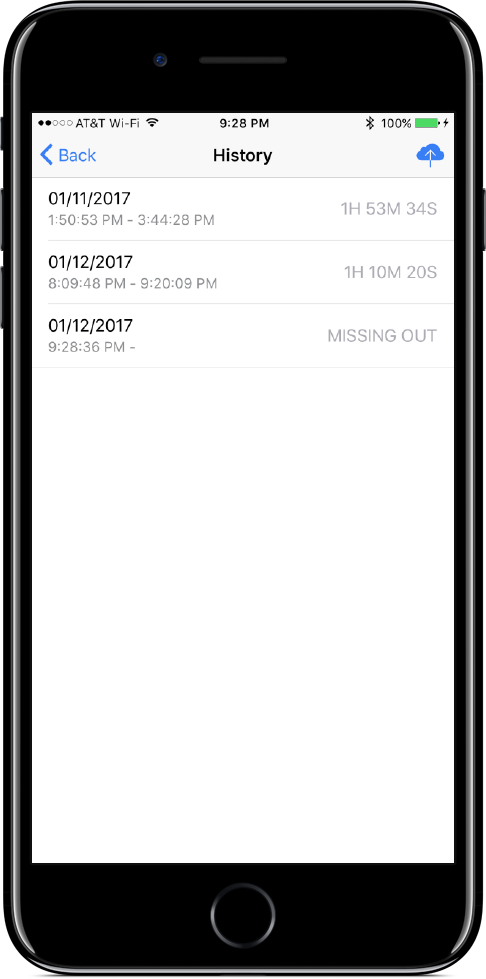 AT&T Wi-Fi 9:28 PM 100%
Back History
01/11/2017
1:50:53 PM - 3:44:28 PM
1H 53M 34S
01/12/2017
8:09:48 PM - 9:20:09 PM
1H 10M 20S
01/12/2017
9:28:36 PM -
MISSING OUT